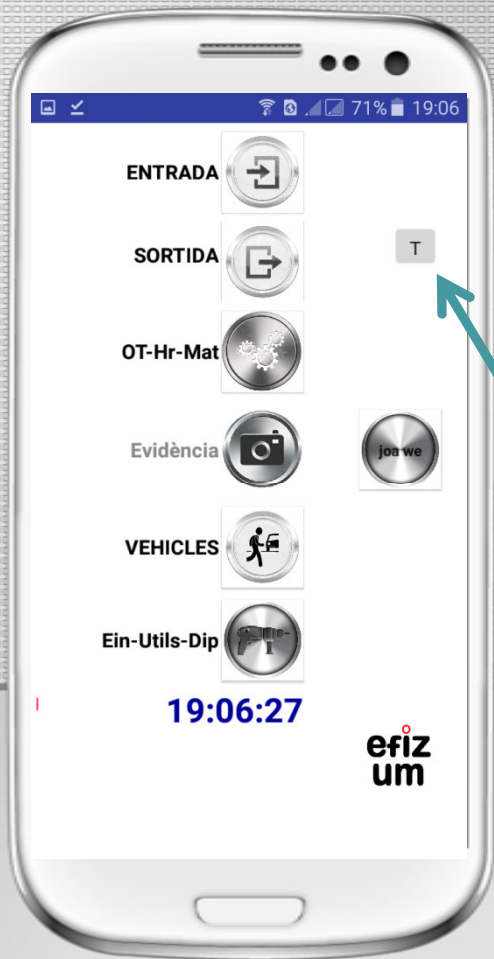 71% 19:06
ENTRADA
SORTIDA
T
OT-Hr-Mat
Evidència
joa we
VEHICLES
Ein-Utils-Dip
19:06:27
efiz
um